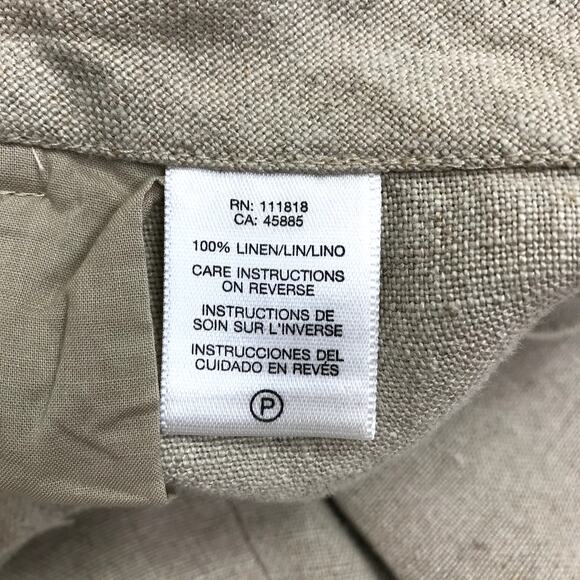 RN: 111818
CA: 45885
100% LINEN/LIN/LINO
CARE INSTRUCTIONS
ON REVERSE
INSTRUCTIONS DE
SOIN SUR L'INVERSE
INSTRUCCIONES DEL
CUIDADO EN REVÉS
P